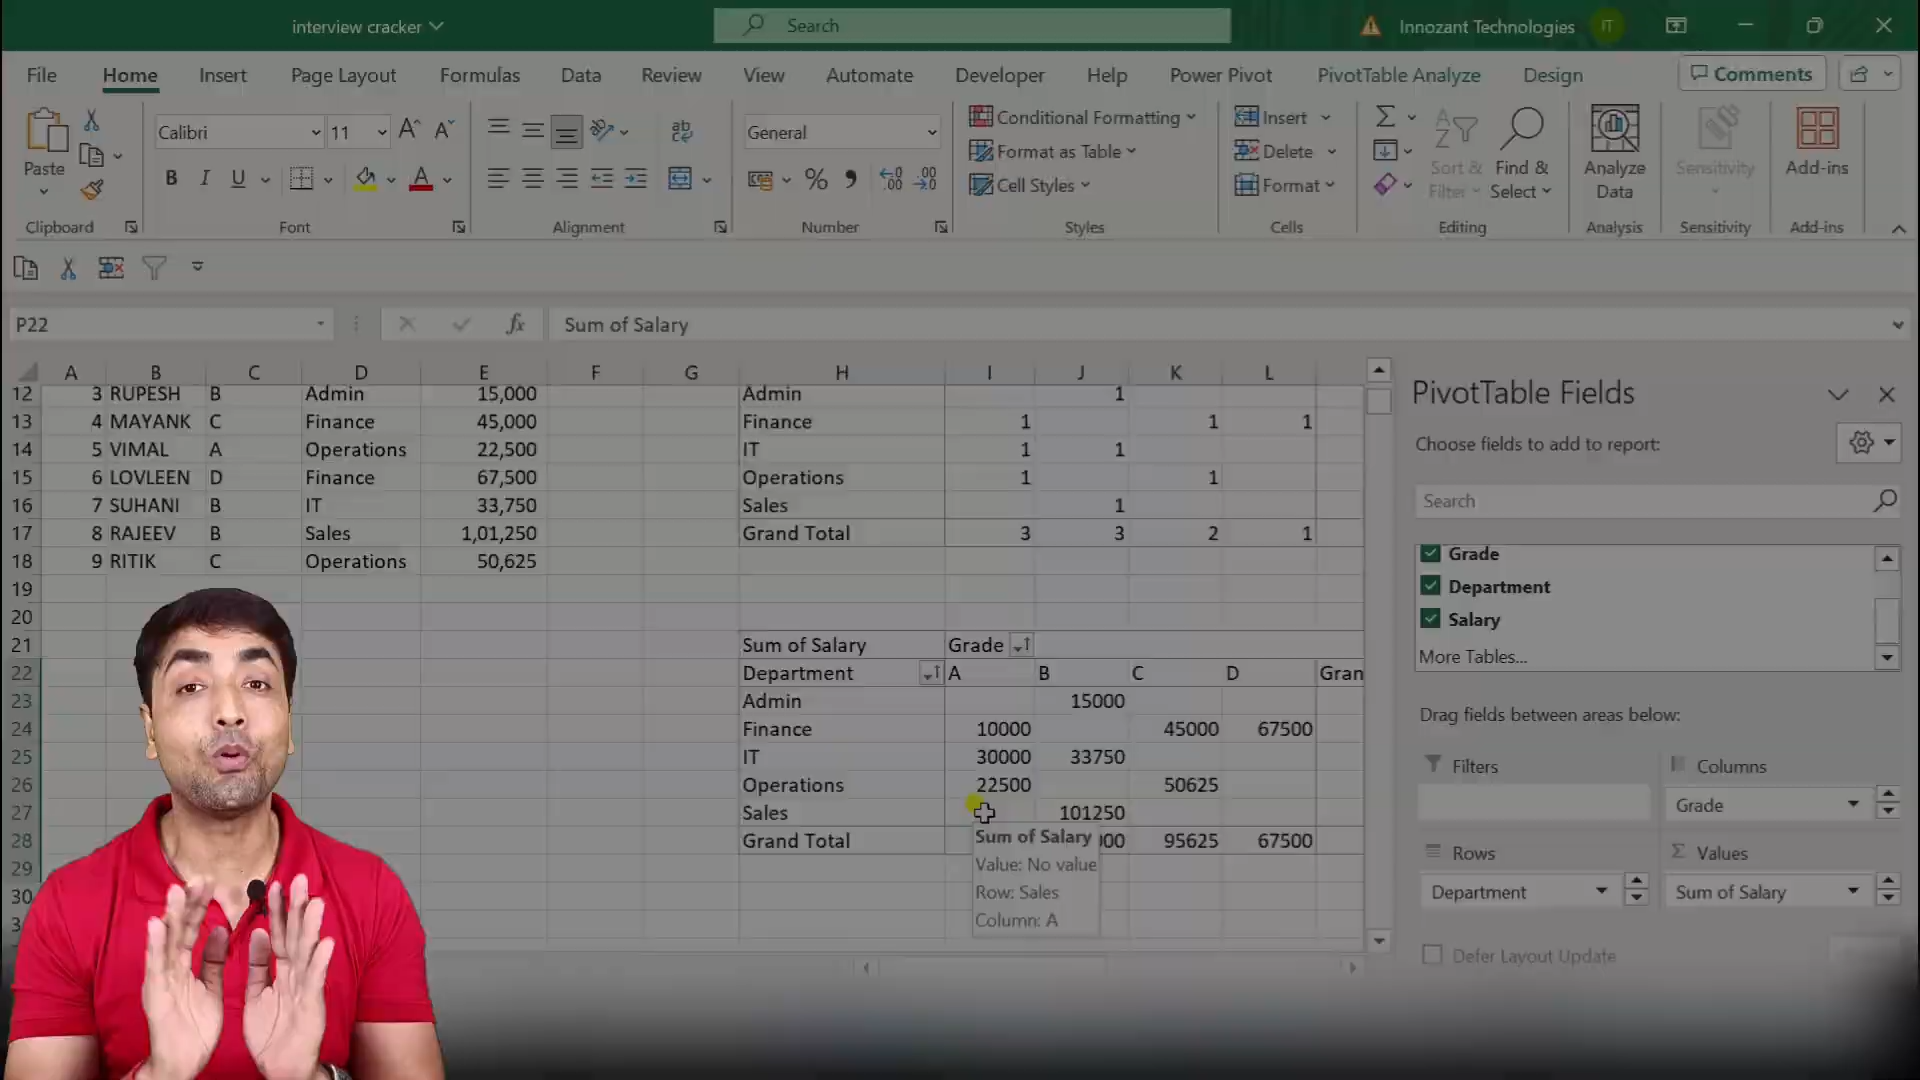 interview cracker
Search
Innozant Technologies
IT
File Home Insert Page Layout Formulas Data Review View Automate Developer Help Power Pivot PivotTable Analyze Design
Comments
Paste
Calibri 11
B I U
ab
General
% 9 .00
Conditional Formatting
Format as Table
Cell Styles
Insert
Delete
Format
Sort & Filter
Find & Select
Analyze Data
Sensitivity
Add-ins
Clipboard Font Alignment Number Styles Cells Editing Analysis Sensitivity Add-ins
P22
fx
Sum of Salary
A B C D E F G H I J K L
12 3 RUPESH B Admin 15,000 Admin 1
13 4 MAYANK C Finance 45,000 Finance 1 1 1
14 5 VIMAL A Operations 22,500 IT 1 1
15 6 LOVLEEN D Finance 67,500 Operations 1 1
16 7 SUHANI B IT 33,750 Sales 1
17 8 RAJEEV B Sales 1,01,250 Grand Total 3 3 2 1
18 9 RITIK C Operations 50,625
19
20
21 Sum of Salary Grade
22 Department A B C D Gran
23 Admin 15000
24 Finance 10000 45000 67500
25 IT 30000 33750
26 Operations 22500 50625
27 Sales 101250
28 Grand Total 000 95625 67500
29
30
Sum of Salary
Value: No value
Row: Sales
Column: A
PivotTable Fields
Choose fields to add to report:
Search
Grade
Department
Salary
More Tables...
Drag fields between areas below:
Filters
Columns
Grade
Rows
Department
Σ Values
Sum of Salary
Defer Layout Update